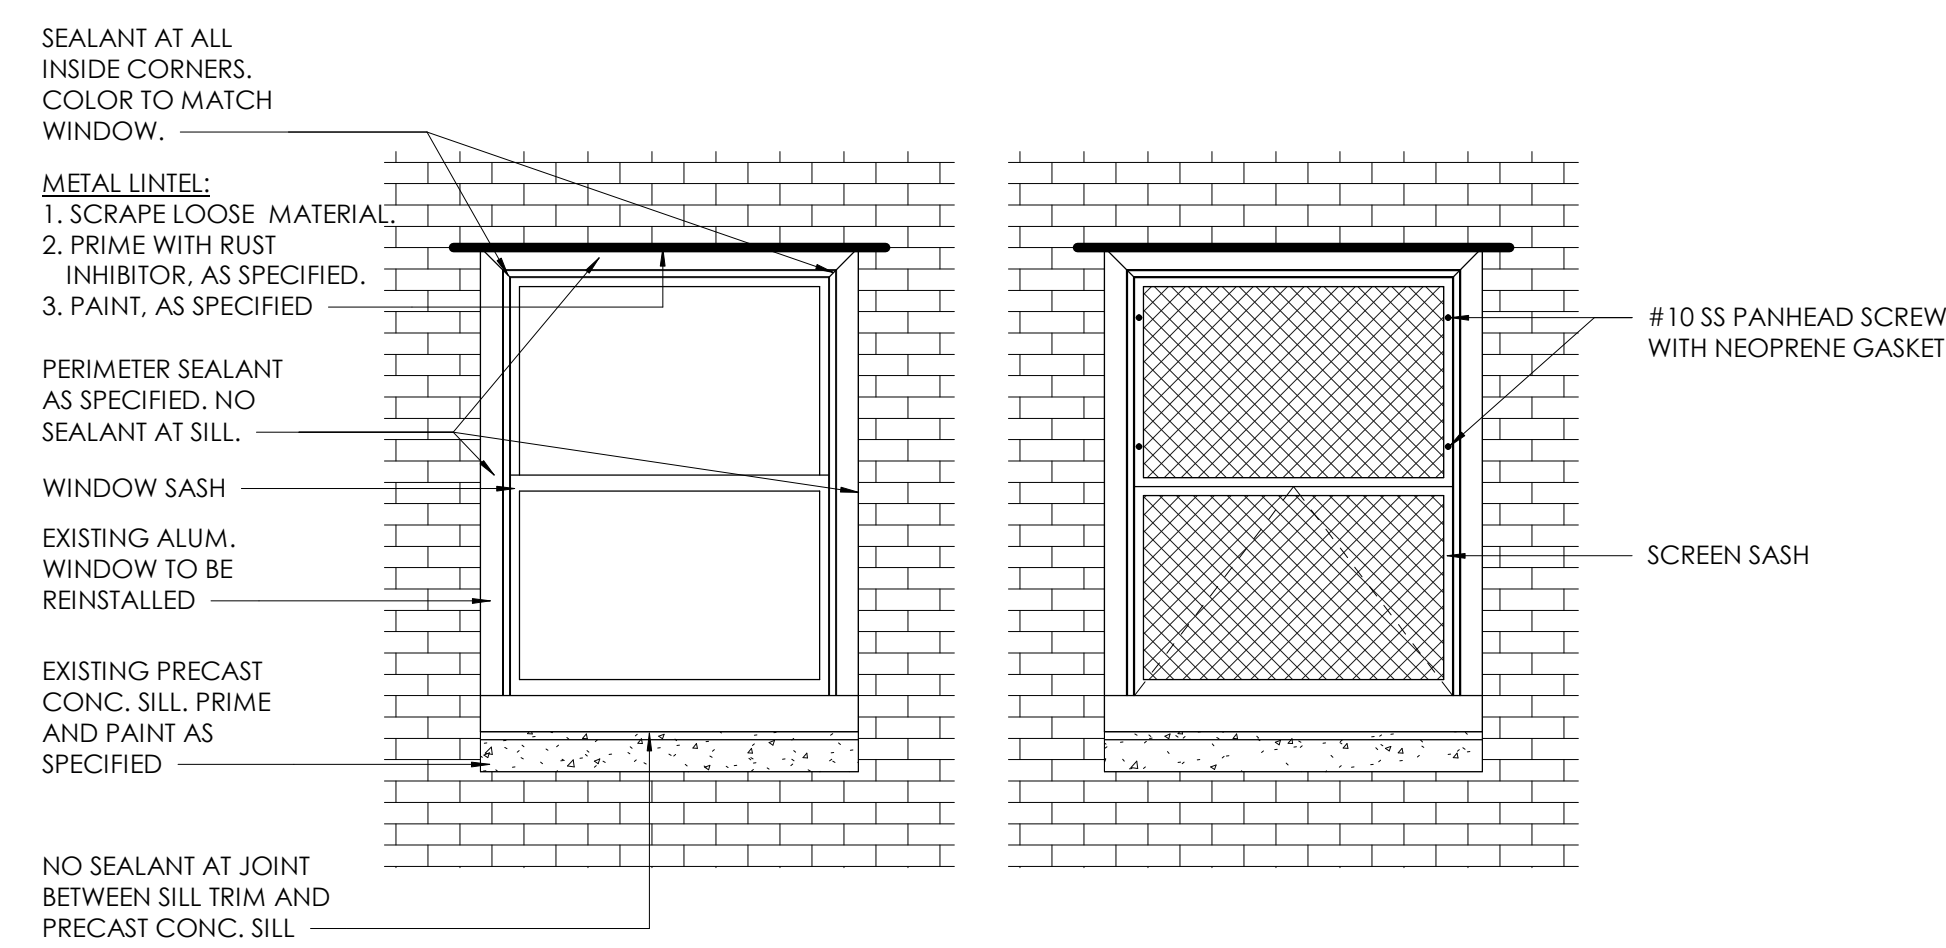 SEALANT AT ALL
INSIDE CORNERS.
COLOR TO MATCH
WINDOW.
METAL LINTEL:
1. SCRAPE LOOSE  MATERIAL.
2. PRIME WITH RUST
INHIBITOR, AS SPECIFIED.
3. PAINT, AS SPECIFIED
PERIMETER SEALANT
AS SPECIFIED. NO
SEALANT AT SILL.
WINDOW SASH
EXISTING ALUM.
WINDOW TO BE
REINSTALLED
EXISTING PRECAST
CONC. SILL. PRIME
AND PAINT AS
SPECIFIED
NO SEALANT AT JOINT
BETWEEN SILL TRIM AND
PRECAST CONC. SILL
#10 SS PANHEAD SCREW
WITH NEOPRENE GASKET
SCREEN SASH